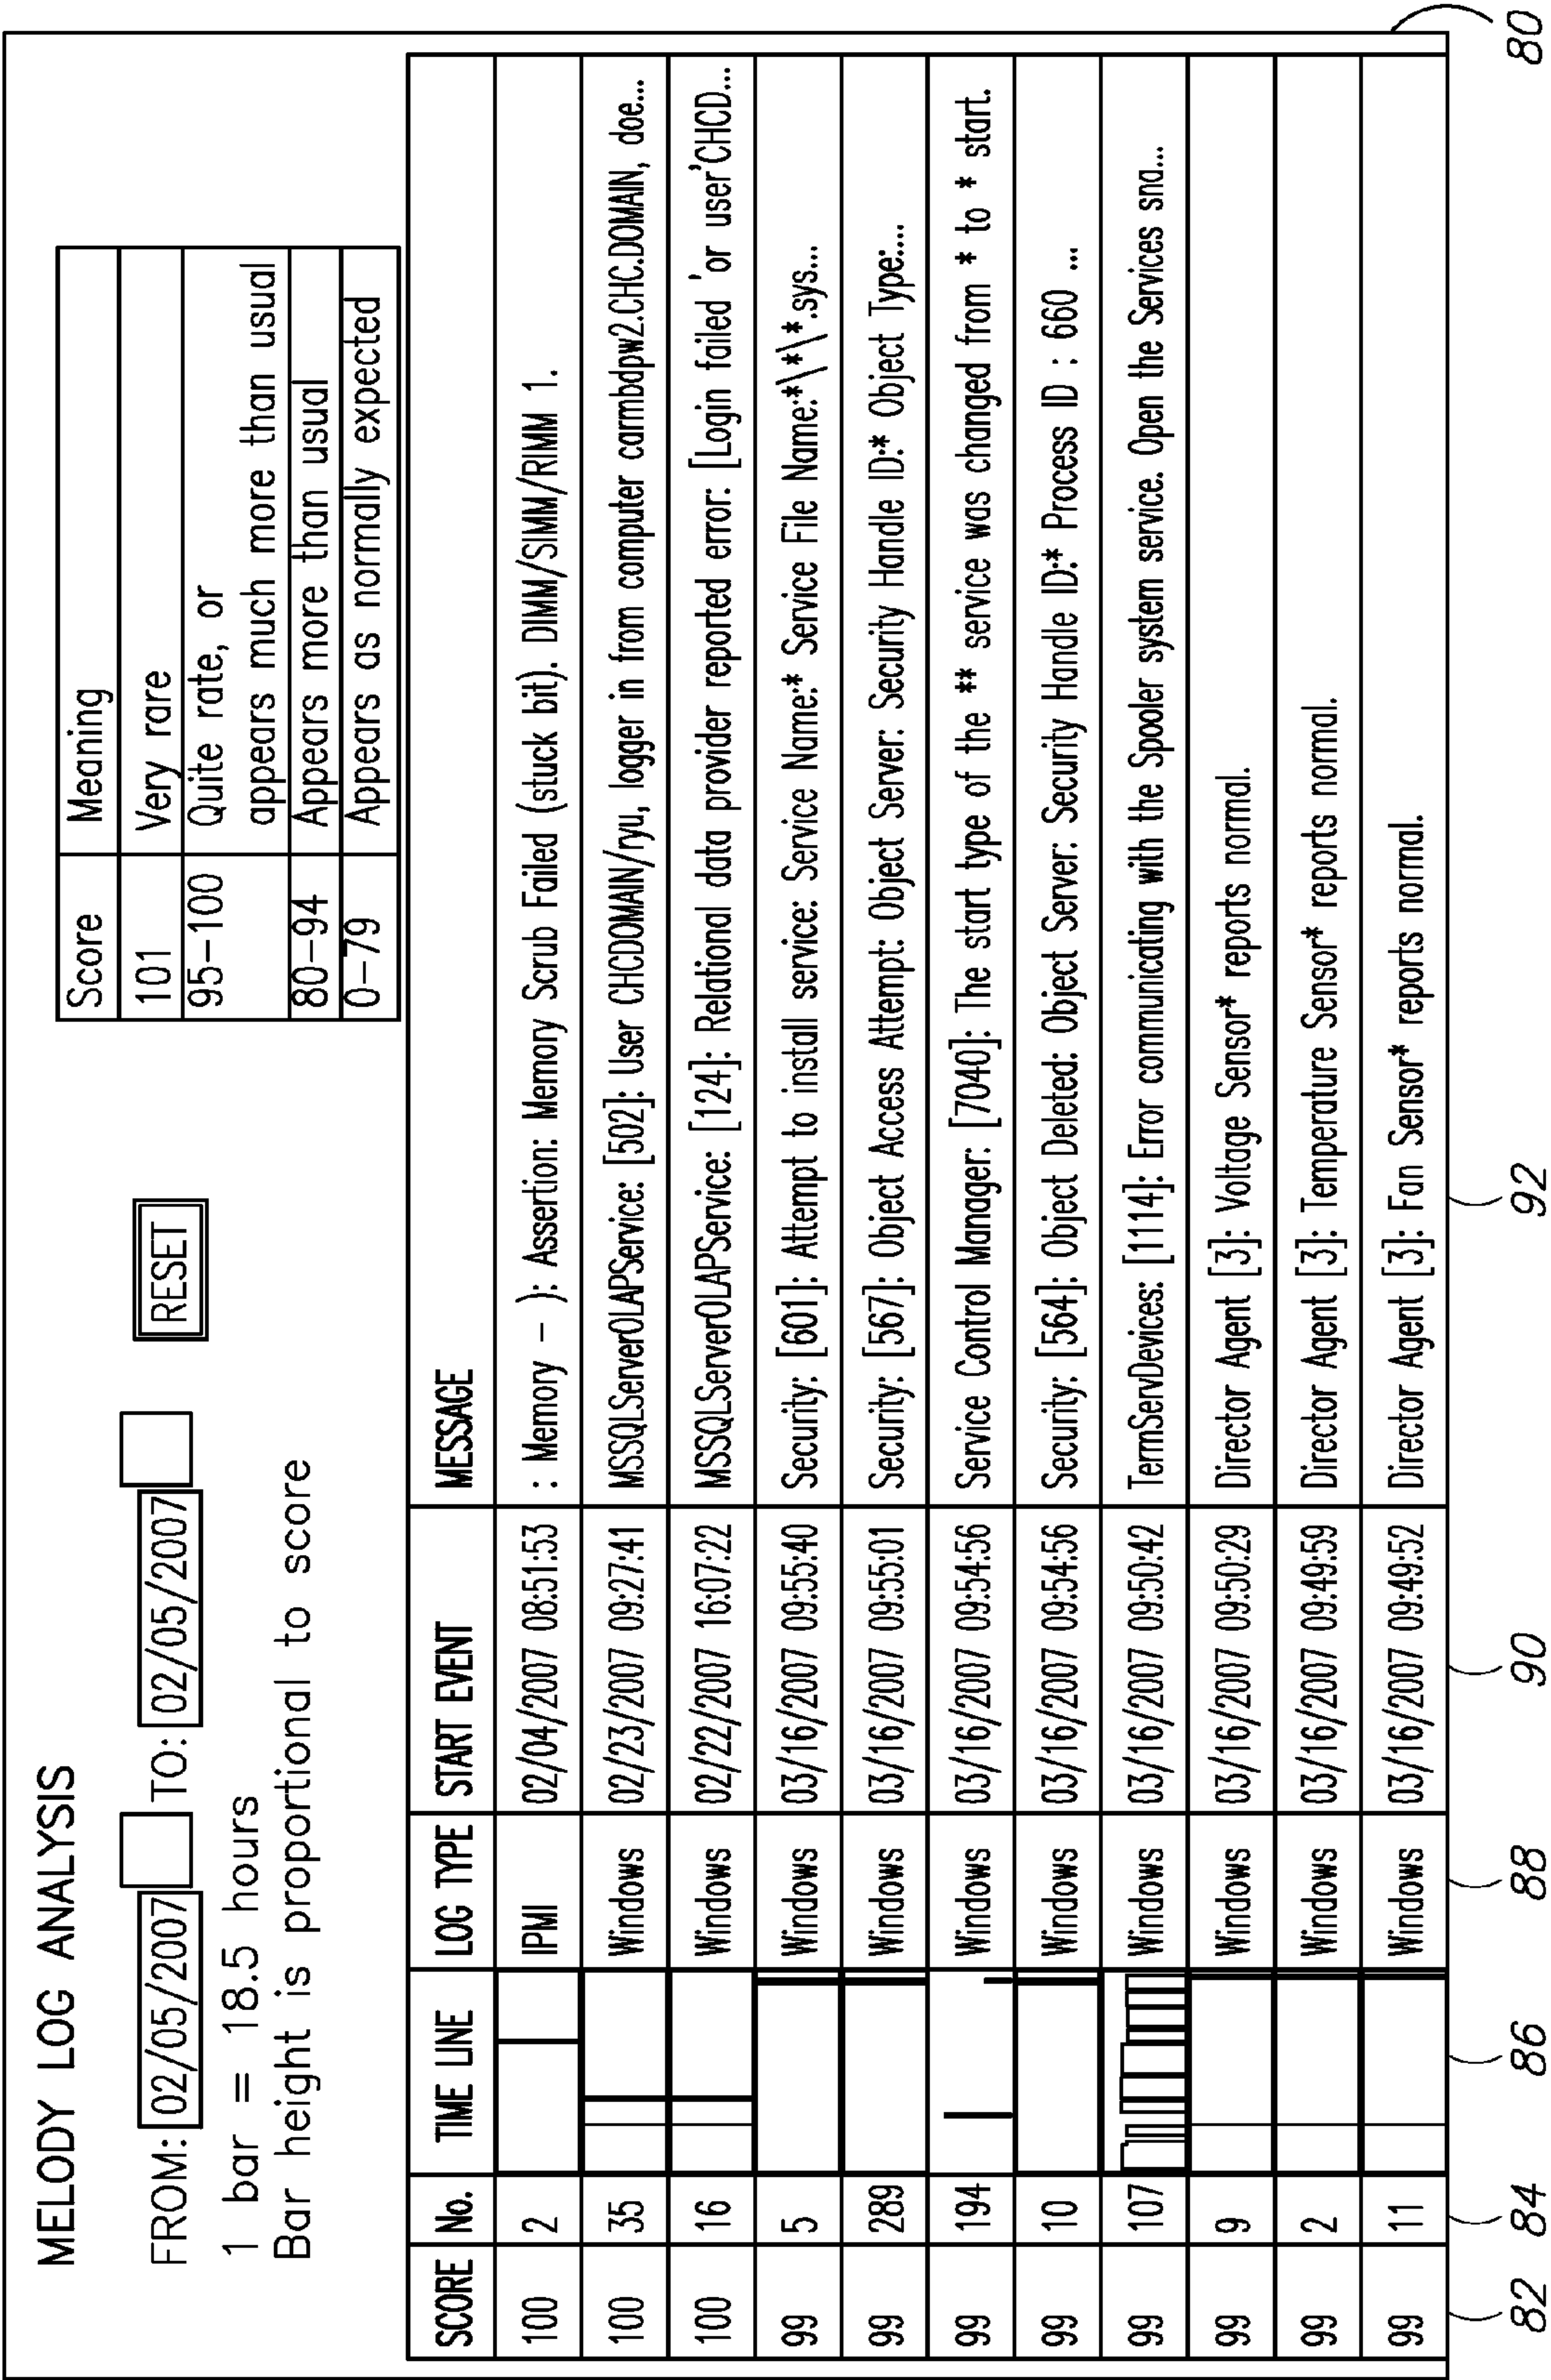 MELODY LOG ANALYSIS
FROM: 02/05/2007 TO: 02/05/2007 RESET
1 bar = 18.5 hours
Bar height is proportional to score
Score Meaning
101 Very rare
95-100 Quite rate, or
appears much more than usual
80-94 Appears more than usual
0-79 Appears as normally expected
SCORE No. TIME LINE LOG TYPE START EVENT MESSAGE
100 2 IPMI 02/04/2007 08:51:53 : Memory - ): Assertion: Memory Scrub Failed (stuck bit). DIMM/SIMM/RIMM 1.
100 35 Windows 02/23/2007 09:27:41 MSSQLServerOLAPService: [502]: User CHCDOMAIN/ryu, logger in from computer carmbdpw2.CHC.DOMAIN, doe...
100 16 Windows 02/22/2007 16:07:22 MSSQLServerOLAPService: [124]: Relational data provider reported error: [Login failed 'or user'CHCD...
99 5 Windows 03/16/2007 09:55:40 Security: [601]: Attempt to install service: Service Name:* Service File Name:*\*\*.sys...
99 289 Windows 03/16/2007 09:55:01 Security: [567]: Object Access Attempt: Object Server: Security Handle ID:* Object Type:...
99 194 Windows 03/16/2007 09:54:56 Service Control Manager: [7040]: The start type of the ** service was changed from * to * start.
99 10 Windows 03/16/2007 09:54:56 Security: [564]: Object Deleted: Object Server: Security Handle ID:* Process ID : 660 ...
99 107 Windows 03/16/2007 09:50:42 TermServDevices: [1114]: Error communicating with the Spooler system service. Open the Services sna...
99 9 Windows 03/16/2007 09:50:29 Director Agent [3]: Voltage Sensor* reports normal.
99 2 Windows 03/16/2007 09:49:59 Director Agent [3]: Temperature Sensor* reports normal.
99 11 Windows 03/16/2007 09:49:52 Director Agent [3]: Fan Sensor* reports normal.
82 84 86 88 90 92 80